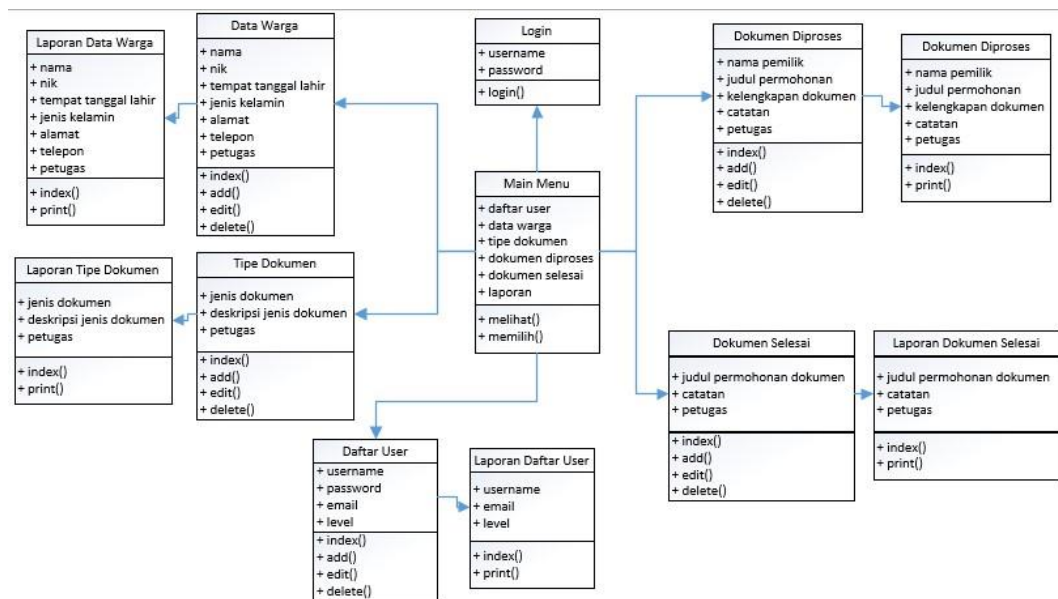 Laporan Data Warga
+ nama
+ nik
+ tempat tanggal lahir
+ jenis kelamin
+ alamat
+ telepon
+ petugas
+ index()
+ print()
Data Warga
+ nama
+ nik
+ tempat tanggal lahir
+ jenis kelamin
+ alamat
+ telepon
+ petugas
+ index()
+ add()
+ edit()
+ delete()
Login
+ username
+ password
+ login()
Dokumen Diproses
+ nama pemilik
+ judul permohonan
+ kelengkapan dokumen
+ catatan
+ petugas
+ index()
+ add()
+ edit()
+ delete()
Dokumen Diproses
+ nama pemilik
+ judul permohonan
+ kelengkapan dokumen
+ catatan
+ petugas
+ index()
+ print()
Main Menu
+ daftar user
+ data warga
+ tipe dokumen
+ dokumen diproses
+ dokumen selesai
+ laporan
+ melihat()
+ memilih()
Laporan Tipe Dokumen
+ jenis dokumen
+ deskripsi jenis dokumen
+ petugas
+ index()
+ print()
Tipe Dokumen
+ jenis dokumen
+ deskripsi jenis dokumen
+ petugas
+ index()
+ add()
+ edit()
+ delete()
Dokumen Selesai
+ judul permohonan dokumen
+ catatan
+ petugas
+ index()
+ add()
+ edit()
+ delete()
Laporan Dokumen Selesai
+ judul permohonan dokumen
+ catatan
+ petugas
+ index()
+ print()
Daftar User
+ username
+ password
+ email
+ level
+ index()
+ add()
+ edit()
+ delete()
Laporan Daftar User
+ username
+ email
+ level
+ index()
+ print()